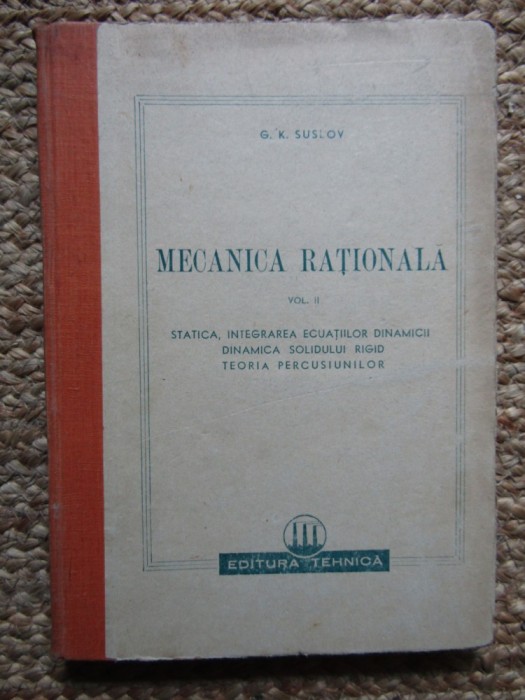 G. K. SUSLOV
MECANICA RAȚIONALĂ
VOL. II
STATICA, INTEGRAREA ECUAȚIILOR DINAMICII
DINAMICA SOLIDULUI RIGID
TEORIA PERCUSIUNILOR
EDITURA TEHNICĂ